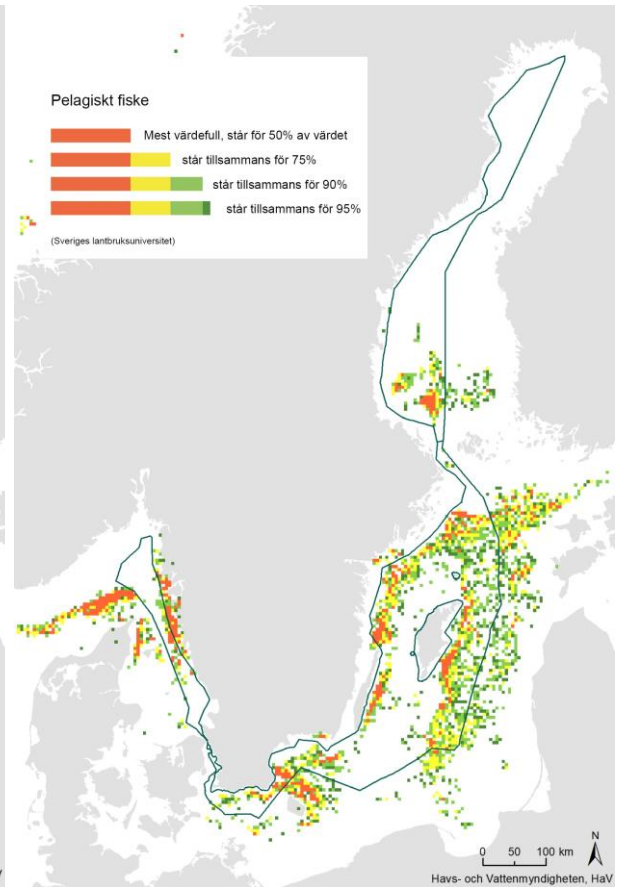 Pelagiskt fiske
Mest värdefull, står för 50% av värdet
står tillsammans för 75%
står tillsammans för 90%
står tillsammans för 95%
(Sveriges lantbruksuniversitet)
N
0 50 100 km
Havs- och Vattenmyndigheten, HaV